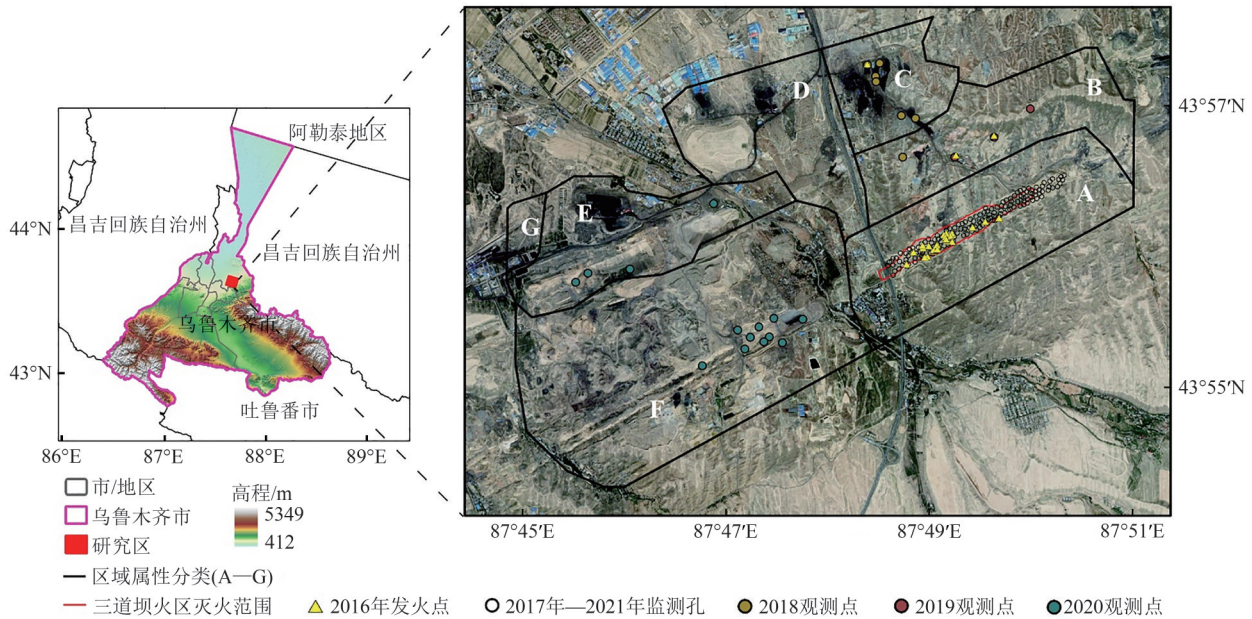 阿勒泰地区
昌吉回族自治州
昌吉回族自治州
乌鲁木齐市
吐鲁番市
44°N
43°N
86°E 87°E 88°E 89°E
A
B
C
D
E
F
G
43°57′N
43°55′N
87°45′E 87°47′E 87°49′E 87°51′E
市/地区
乌鲁木齐市
研究区
高程/m
5349
412
区域属性分类(A—G)
三道坝火区灭火范围
2016年发火点
2017年—2021年监测孔
2018观测点
2019观测点
2020观测点